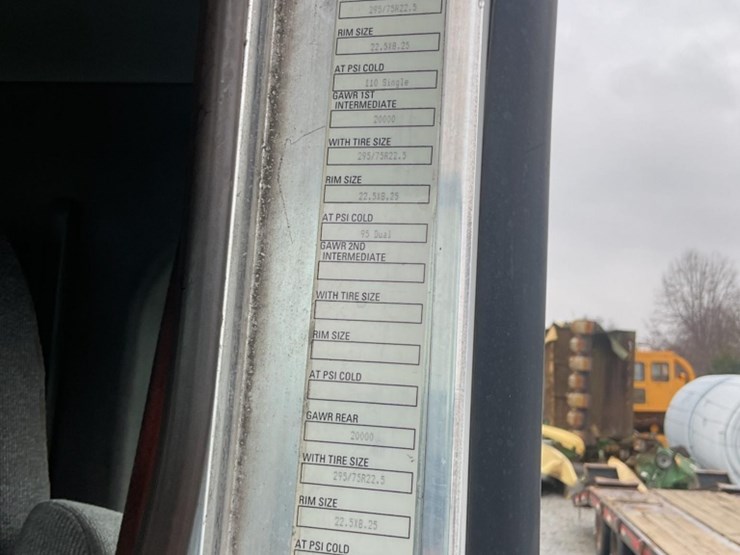 295/75R22.5
RIM SIZE
22.5X8.25
AT PSI COLD
110 Single
GAWR 1ST
INTERMEDIATE
20000
WITH TIRE SIZE
295/75R22.5
RIM SIZE
22.5X8.25
AT PSI COLD
95 Dual
GAWR 2ND
INTERMEDIATE
WITH TIRE SIZE
RIM SIZE
AT PSI COLD
GAWR REAR
20000
WITH TIRE SIZE
295/75R22.5
RIM SIZE
22.5X8.25
AT PSI COLD